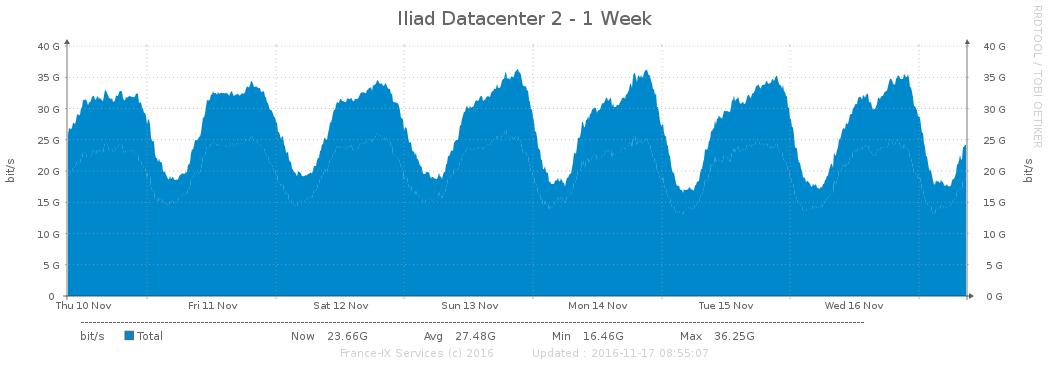 Iliad Datacenter 2 - 1 Week
RRDTOOL / TOBI OETIKER
bit/s
40 G 40 G
35 G 35 G
30 G 30 G
25 G 25 G
20 G 20 G
15 G 15 G
10 G 10 G
5 G 5 G
0 0 G
bit/s
Thu 10 Nov Fri 11 Nov Sat 12 Nov Sun 13 Nov Mon 14 Nov Tue 15 Nov Wed 16 Nov
bit/s Total Now 23.66G Avg 27.48G Min 16.46G Max 36.25G
France-IX Services (c) 2016 Updated : 2016-11-17 08:55:07